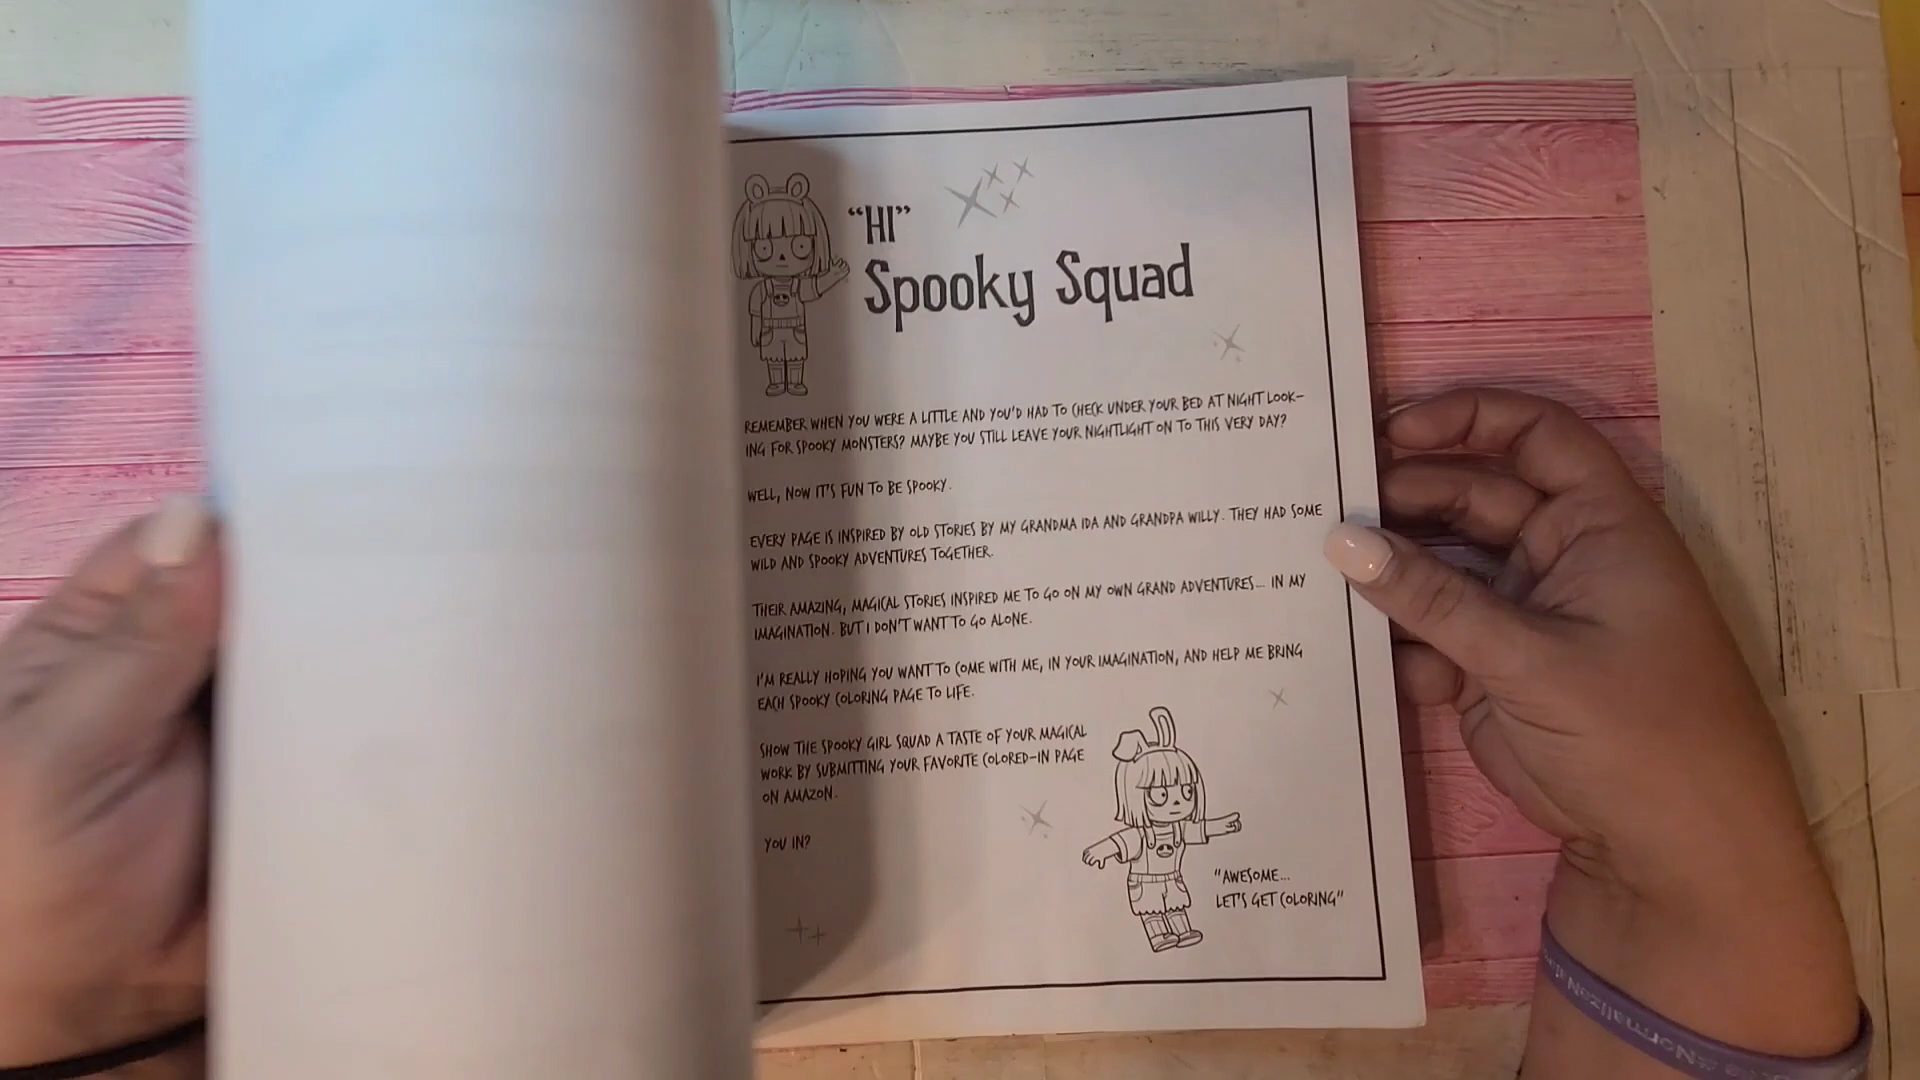 “HI”
Spooky Squad
REMEMBER WHEN YOU WERE A LITTLE AND YOU'D HAD TO CHECK UNDER YOUR BED AT NIGHT LOOK-
ING FOR SPOOKY MONSTERS? MAYBE YOU STILL LEAVE YOUR NIGHTLIGHT ON TO THIS VERY DAY?
WELL, NOW IT'S FUN TO BE SPOOKY.
EVERY PAGE IS INSPIRED BY OLD STORIES BY MY GRANDMA IDA AND GRANDPA WILLY. THEY HAD SOME
WILD AND SPOOKY ADVENTURES TOGETHER.
THEIR AMAZING, MAGICAL STORIES INSPIRED ME TO GO ON MY OWN GRAND ADVENTURES... IN MY
IMAGINATION. BUT I DON'T WANT TO GO ALONE.
I'M REALLY HOPING YOU WANT TO COME WITH ME, IN YOUR IMAGINATION, AND HELP ME BRING
EACH SPOOKY COLORING PAGE TO LIFE.
SHOW THE SPOOKY GIRL SQUAD A TASTE OF YOUR MAGICAL
WORK BY SUBMITTING YOUR FAVORITE COLORED-IN PAGE
ON AMAZON.
YOU IN?
"AWESOME...
LET'S GET COLORING"